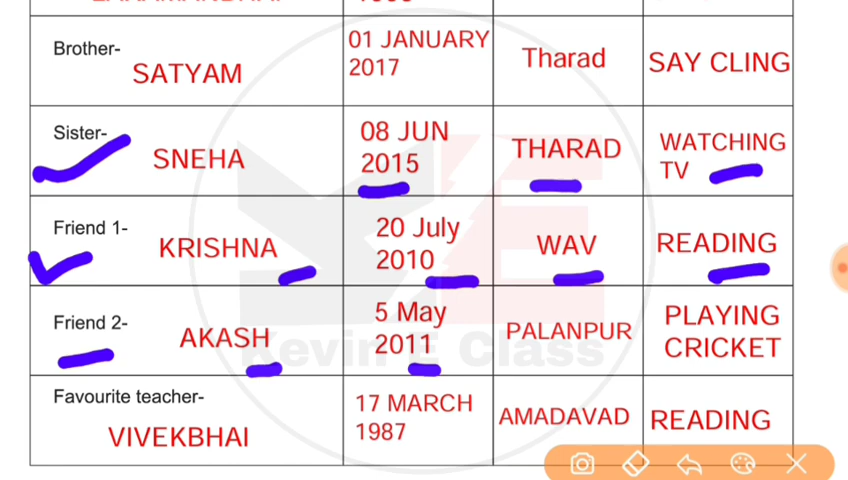 Brother-
SATYAM
01 JANUARY
2017
Tharad
SAY CLING
Sister-
SNEHA
08 JUN
2015
THARAD
WATCHING
TV
Friend 1-
KRISHNA
20 July
2010
WAV
READING
Friend 2-
AKASH
5 May
2011
PALANPUR
PLAYING
CRICKET
Kevin E Class
Favourite teacher-
VIVEKBHAI
17 MARCH
1987
AMADAVAD
READING